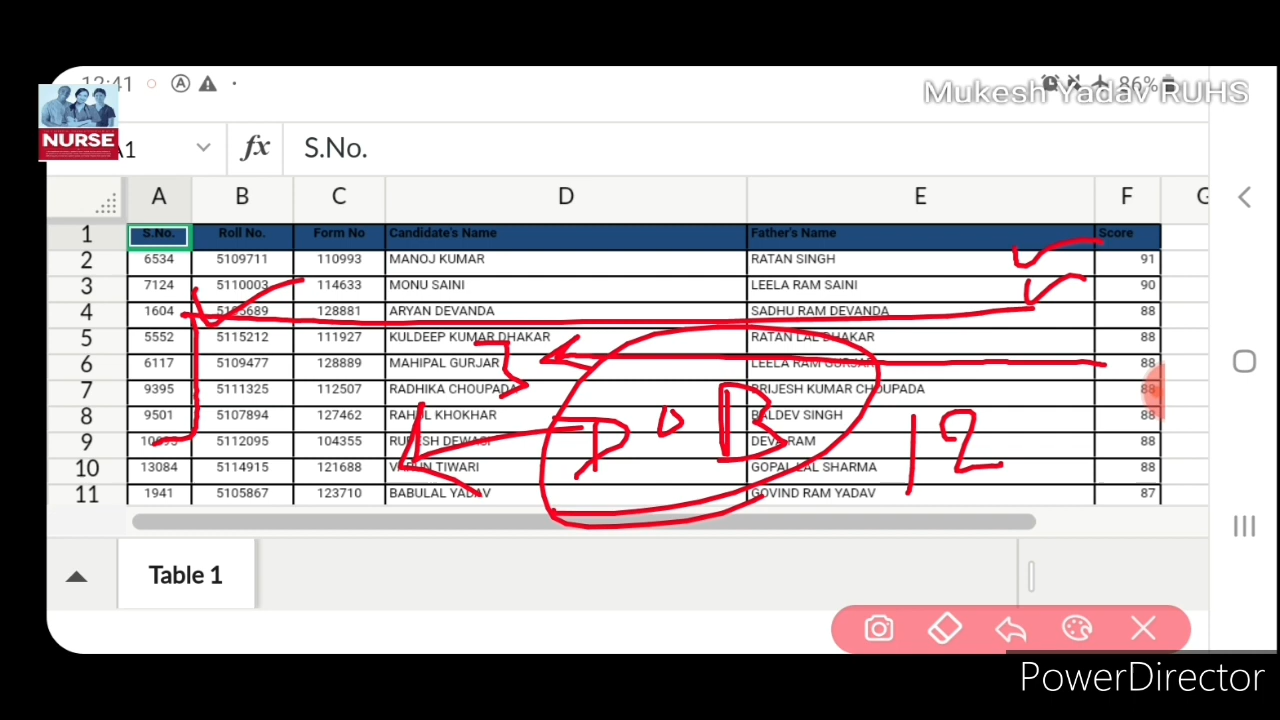 12:41 86%
Mukesh Yadav RUHS
NURSE
A1 fx S.No.
A B C D E F G
1 S.No. Roll No. Form No Candidate's Name Father's Name Score
2 6534 5109711 110993 MANOJ KUMAR RATAN SINGH 91
3 7124 5110003 114633 MONU SAINI LEELA RAM SAINI 90
4 1604 128881 ARYAN DEVANDA SADHU RAM DEVANDA 88
5 5552 5115212 111927 KULDEEP KUMAR DHAKAR RATAN LAL DHAKAR 88
6 6117 5109477 128889 MAHIPAL GURJAR LEELA RAM GURJAR 88
7 9395 5111325 112507 RADHIKA CHOUPADA BRIJESH KUMAR CHOUPADA 88
8 9501 5107894 127462 RAHUL KHOKHAR BALDEV SINGH 88
9 5112095 104355 DEVA RAM 88
10 13084 5114915 121688 VARUN TIWARI GOPAL LAL SHARMA 88
11 1941 5105867 123710 BABULAL YADAV GOVIND RAM YADAV 87
3
D o B
12
Table 1
PowerDirector